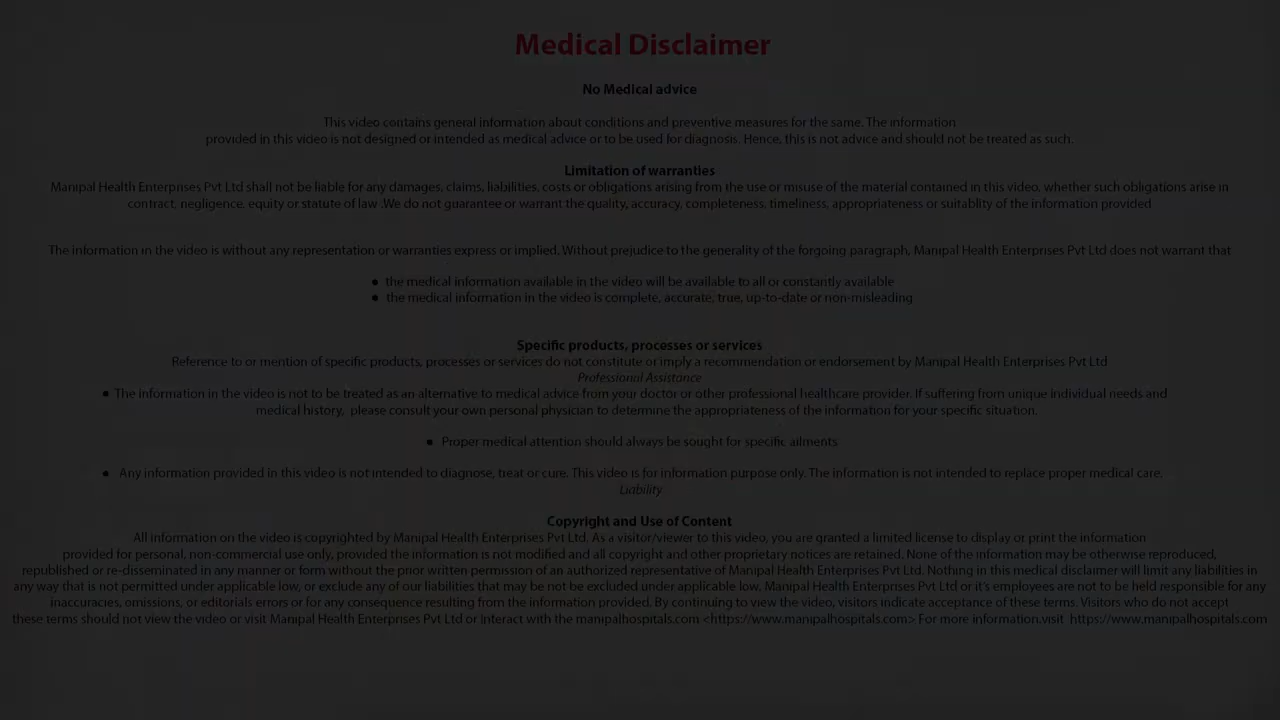 Medical Disclaimer
No Medical advice
This video contains general information about conditions and preventive measures for the same. The information
provided in this video is not designed or intended as medical advice or to be used for diagnosis. Hence, this is not advice and should not be treated as such.
Limitation of warranties
Manipal Health Enterprises Pvt Ltd shall not be liable for any damages, claims, liabilities, costs or obligations arising from the use or misuse of the material contained in this video, whether such obligations arise in
contract, negligence, equity or statute of law .We do not guarantee or warrant the quality, accuracy, completeness, timeliness, appropriateness or suitablity of the information provided
The information in the video is without any representation or warranties express or implied. Without prejudice to the generality of the forgoing paragraph, Manipal Health Enterprises Pvt Ltd does not warrant that
● the medical information available in the video will be available to all or constantly available
● the medical information in the video is complete, accurate, true, up-to-date or non-misleading
Specific products, processes or services
Reference to or mention of specific products, processes or services do not constitute or imply a recommendation or endorsement by Manipal Health Enterprises Pvt Ltd
Professional Assistance
● The information in the video is not to be treated as an alternative to medical advice from your doctor or other professional healthcare provider. If suffering from unique individual needs and
medical history, please consult your own personal physician to determine the appropriateness of the information for your specific situation.
● Proper medical attention should always be sought for specific ailments
● Any information provided in this video is not intended to diagnose, treat or cure. This video is for information purpose only. The information is not intended to replace proper medical care.
Liability
Copyright and Use of Content
All information on the video is copyrighted by Manipal Health Enterprises Pvt Ltd. As a visitor/viewer to this video, you are granted a limited license to display or print the information
provided for personal, non-commercial use only, provided the information is not modified and all copyright and other proprietary notices are retained. None of the information may be otherwise reproduced,
republished or re-disseminated in any manner or form without the prior written permission of an authorized representative of Manipal Health Enterprises Pvt Ltd. Nothing in this medical disclaimer will limit any liabilities in
any way that is not permitted under applicable low, or exclude any of our liabilities that may be not be excluded under applicable low. Manipal Health Enterprises Pvt Ltd or it's employees are not to be held responsible for any
inaccuracies, omissions, or editorials errors or for any consequence resulting from the information provided. By continuing to view the video, visitors indicate acceptance of these terms. Visitors who do not accept
these terms should not view the video or visit Manipal Health Enterprises Pvt Ltd or Interact with the manipalhospitals.com <https://www.manipalhospitals.com> For more information.visit https://www.manipalhospitals.com